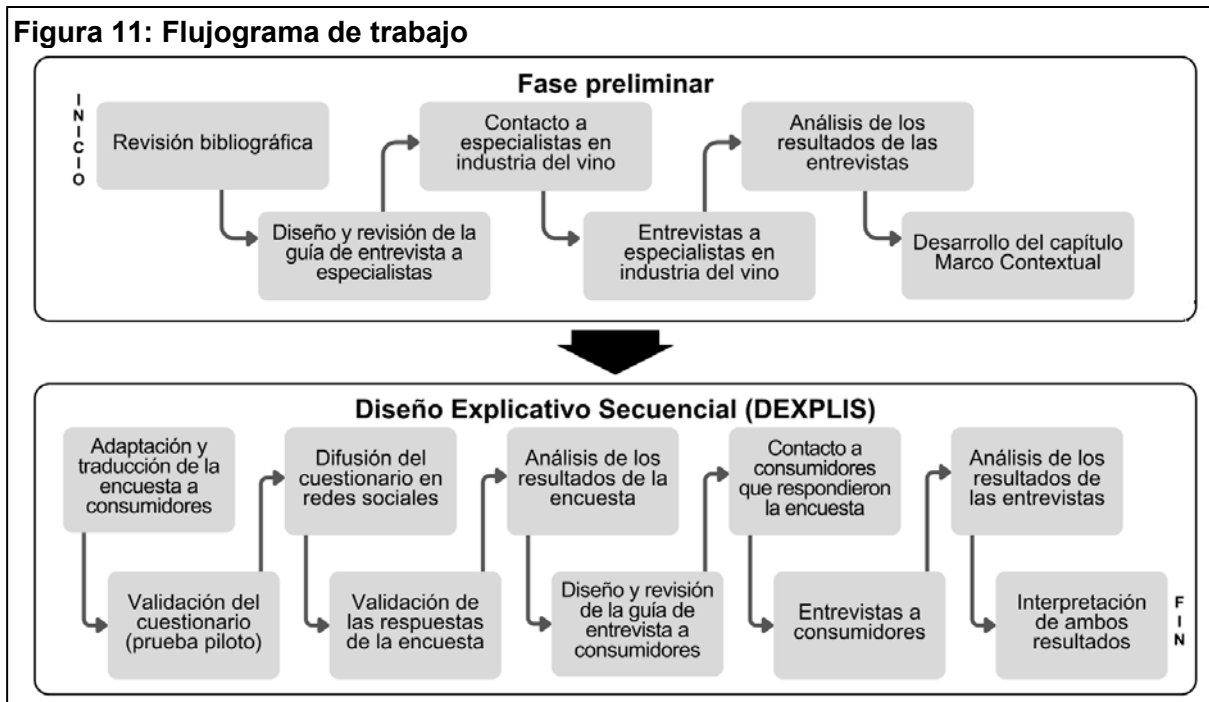 Figura 11: Flujograma de trabajo
Fase preliminar
INICIO
Revisión bibliográfica
Diseño y revisión de la
guía de entrevista a
especialistas
Contacto a
especialistas en
industria del vino
Entrevistas a
especialistas en
industria del vino
Análisis de los
resultados de las
entrevistas
Desarrollo del capítulo
Marco Contextual
Diseño Explicativo Secuencial (DEXPLIS)
Adaptación y
traducción de la
encuesta a
consumidores
Validación del
cuestionario
(prueba piloto)
Difusión del
cuestionario en
redes sociales
Validación de
las respuestas
de la encuesta
Análisis de los
resultados de la
encuesta
Diseño y revisión
de la guía de
entrevista a
consumidores
Contacto a
consumidores
que respondieron
la encuesta
Entrevistas a
consumidores
Análisis de los
resultados de
las entrevistas
Interpretación
de ambos
resultados
FIN